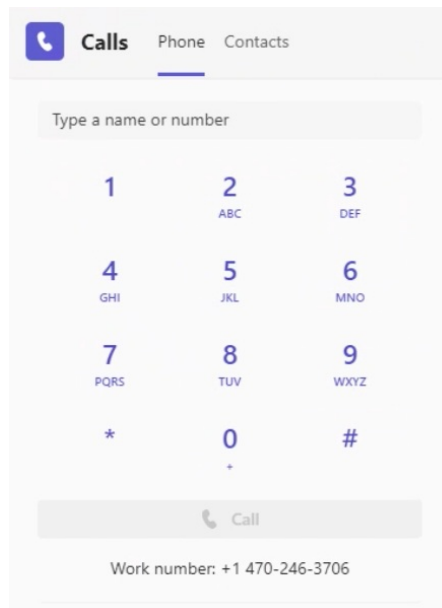 Calls Phone Contacts
Type a name or number
1 2 3
ABC DEF
4 5 6
GHI JKL MNO
7 8 9
PQRS TUV WXYZ
* 0 #
+
Call
Work number: +1 470-246-3706